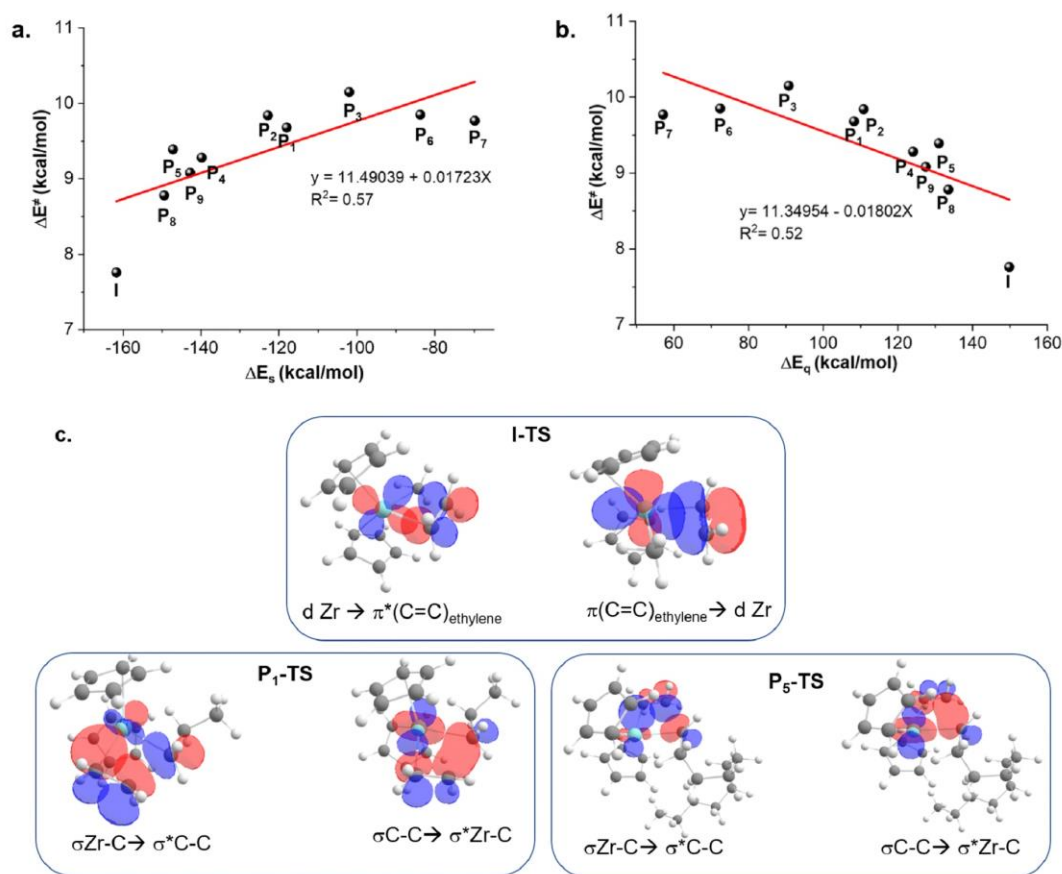 a.
11
10
9
8
7
ΔE≠ (kcal/mol)
P2
P1
P3
P6
P7
P5
P9
P4
P8
I
y = 11.49039 + 0.01723X
R²= 0.57
-160 -140 -120 -100 -80
ΔEs (kcal/mol)
b.
11
10
9
8
7
ΔE≠ (kcal/mol)
P7
P6
P3
P1
P2
P4
P9
P5
P8
I
y= 11.34954 - 0.01802X
R²= 0.52
60 80 100 120 140 160
ΔEq (kcal/mol)
c.
I-TS
d Zr → π*(C=C)ethylene
π(C=C)ethylene → d Zr
P1-TS
σZr-C → σ*C-C
σC-C → σ*Zr-C
P5-TS
σZr-C → σ*C-C
σC-C → σ*Zr-C